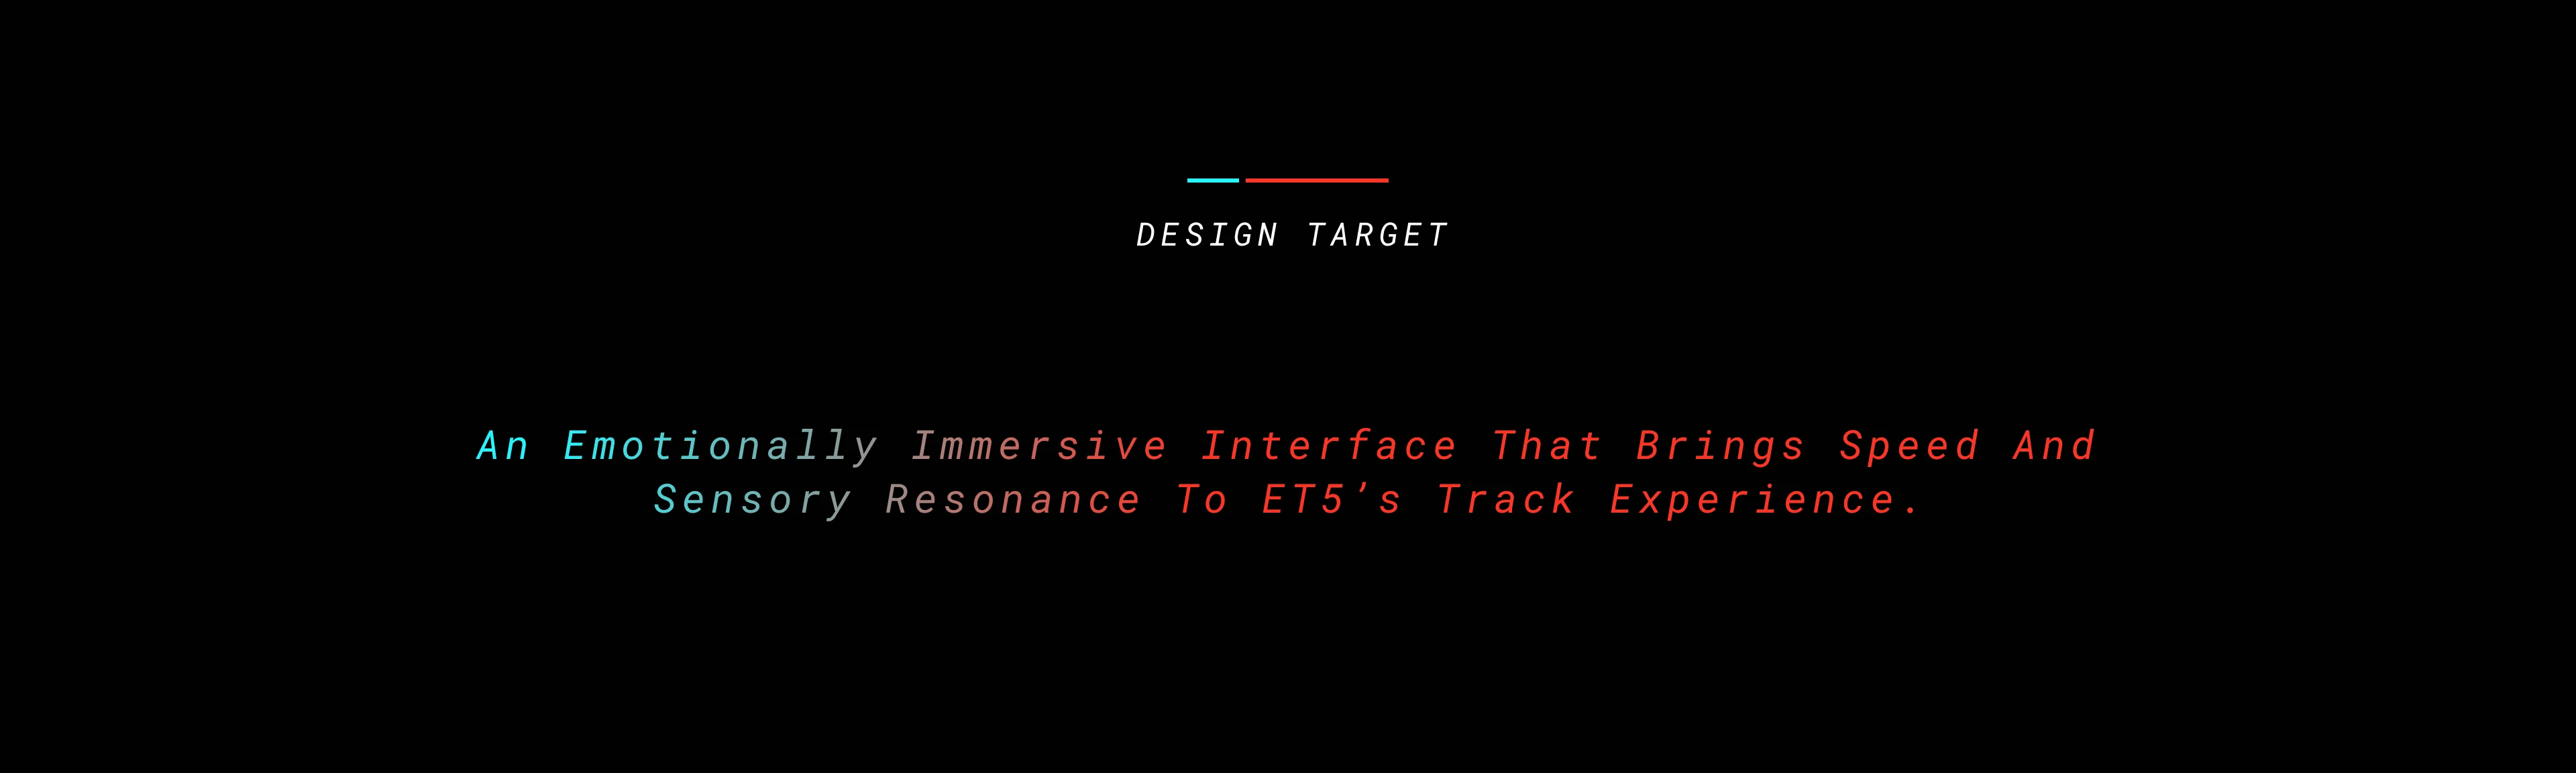 DESIGN TARGET
An Emotionally Immersive Interface That Brings Speed And
Sensory Resonance To ET5’s Track Experience.